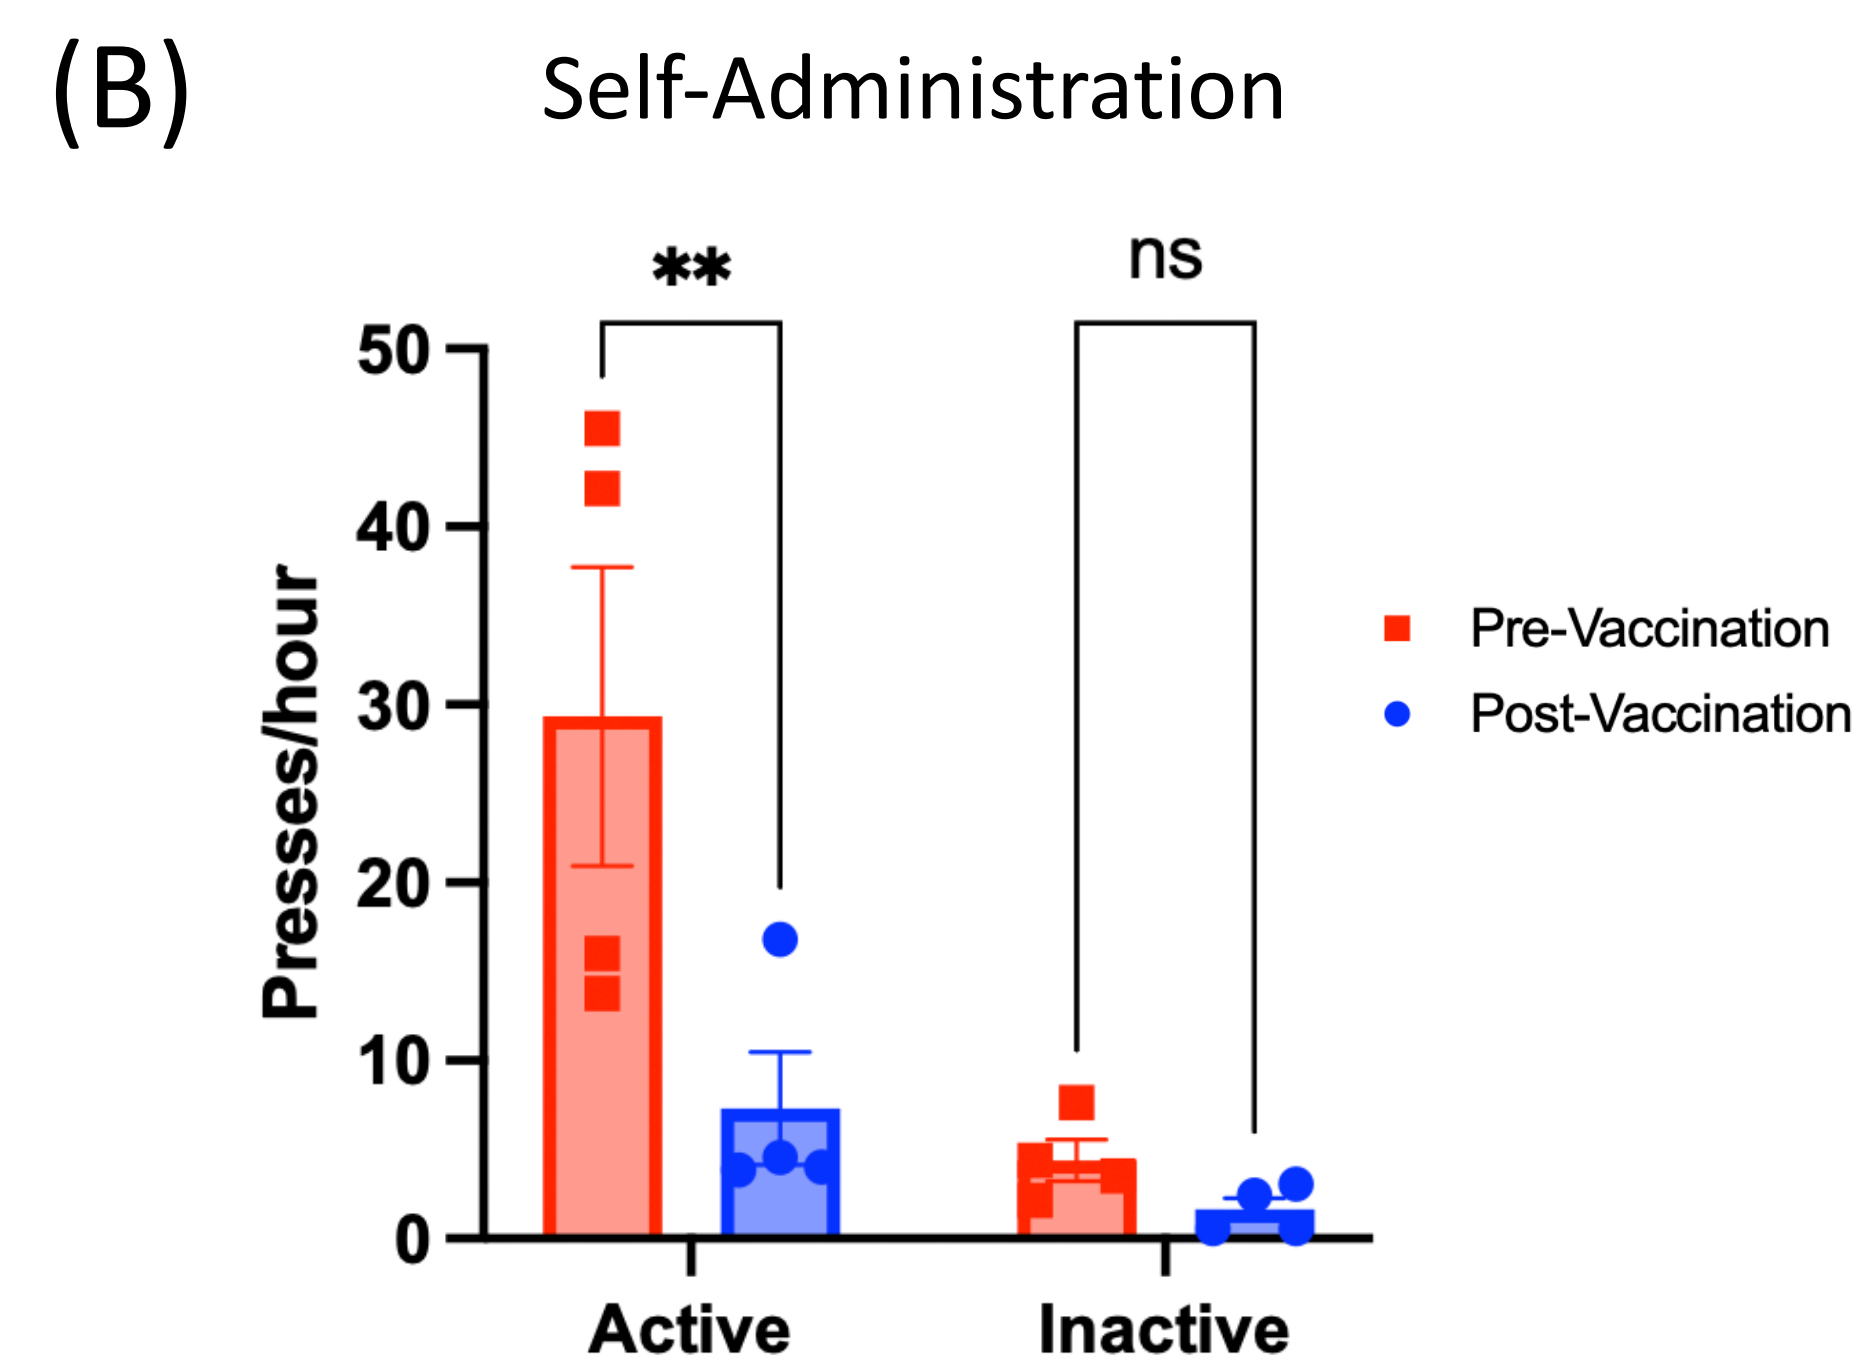 (B)
Self-Administration
**
ns
50
40
30
20
10
0
Presses/hour
Pre-Vaccination
Post-Vaccination
Active
Inactive